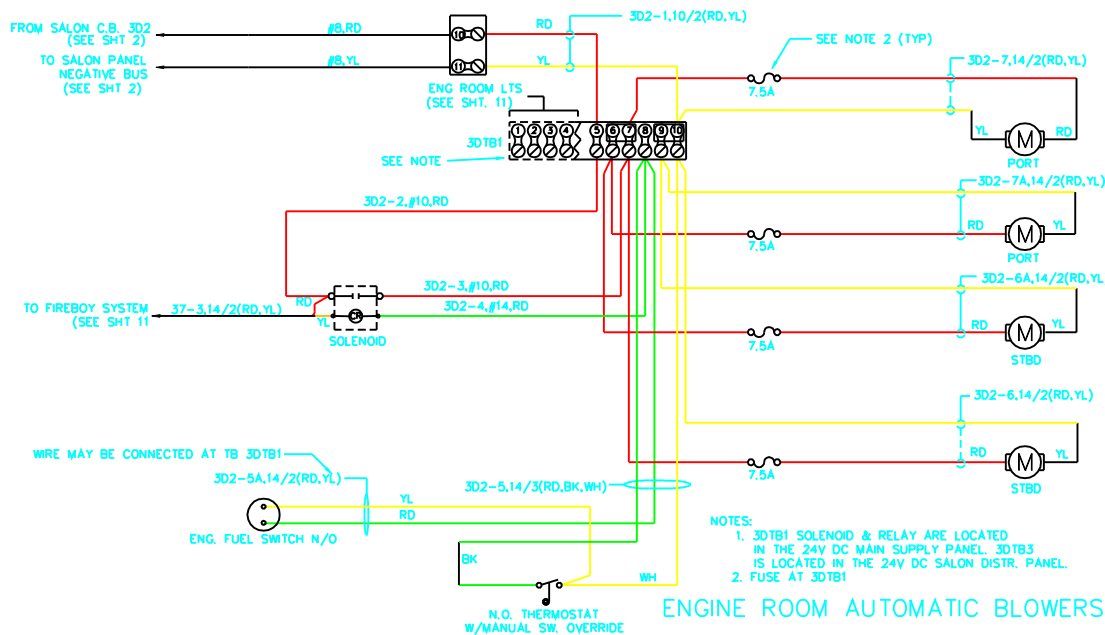 FROM SALON C.B. 3D2
(SEE SHT 2)
#8,RD
TO SALON PANEL
NEGATIVE BUS
(SEE SHT 2)
#8,YL
10
11
RD
YL
3D2-1,10/2(RD,YL)
SEE NOTE 2 (TYP)
ENG ROOM LTS
(SEE SHT. 11)
3DTB1
1 2 3 4 5 6 7 8 9 10
SEE NOTE
7.5A
3D2-7,14/2(RD,YL)
YL
M
RD
PORT
3D2-7A,14/2(RD,YL)
7.5A
RD
M
YL
PORT
3D2-2,#10,RD
3D2-6A,14/2(RD,YL
7.5A
RD
M
YL
STBD
TO FIREBOY SYSTEM
(SEE SHT 11
37-3,14/2(RD,YL)
RD
YL
CR
SOLENOID
3D2-3,#10,RD
3D2-4,#14,RD
3D2-6,14/2(RD,YL)
7.5A
RD
M
YL
STBD
WIRE MAY BE CONNECTED AT TB 3DTB1
3D2-5A,14/2(RD,YL)
YL
RD
ENG. FUEL SWITCH N/O
3D2-5,14/3(RD,BK,WH)
BK
WH
N.O. THERMOSTAT
W/MANUAL SW. OVERRIDE
NOTES:
1. 3DTB1 SOLENOID & RELAY ARE LOCATED
IN THE 24V DC MAIN SUPPLY PANEL. 3DTB3
IS LOCATED IN THE 24V DC SALON DISTR. PANEL.
2. FUSE AT 3DTB1
ENGINE ROOM AUTOMATIC BLOWERS